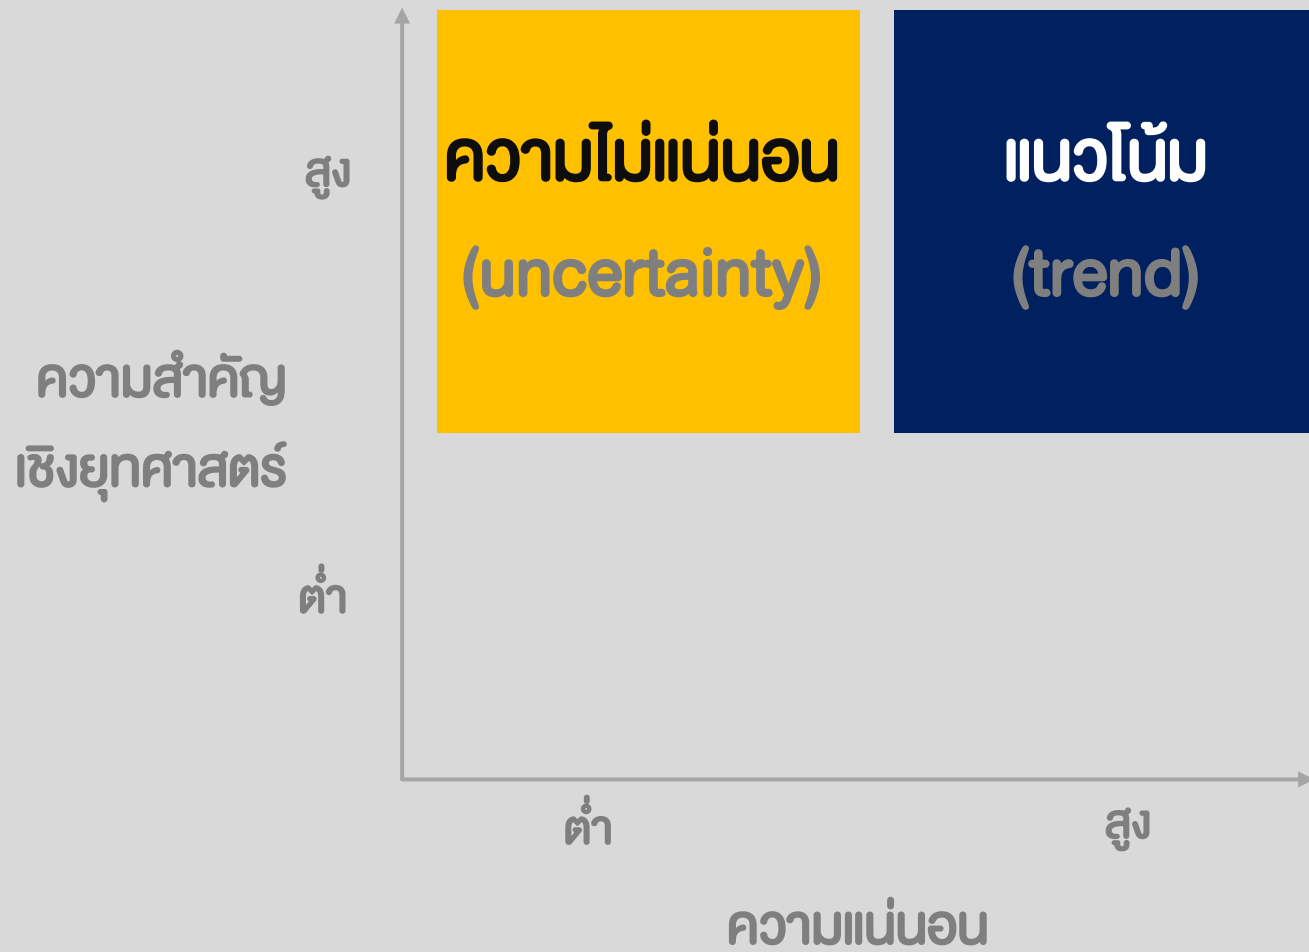 ความไม่แน่นอน
(uncertainty)
แนวโน้ม
(trend)
สูง
ความสำคัญ
เชิงยุทศาสตร์
ต่ำ
ต่ำ
สูง
ความแน่นอน